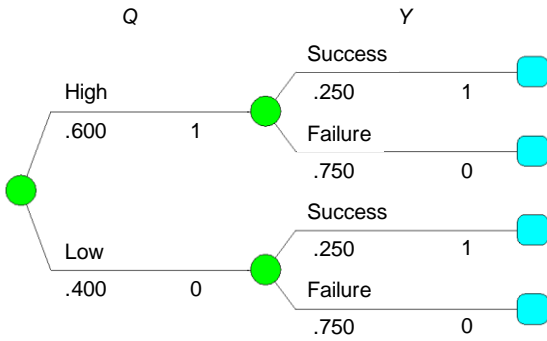 Q Y
Success
.250 1
High
.600 1
Failure
.750 0
Success
.250 1
Low
.400 0
Failure
.750 0